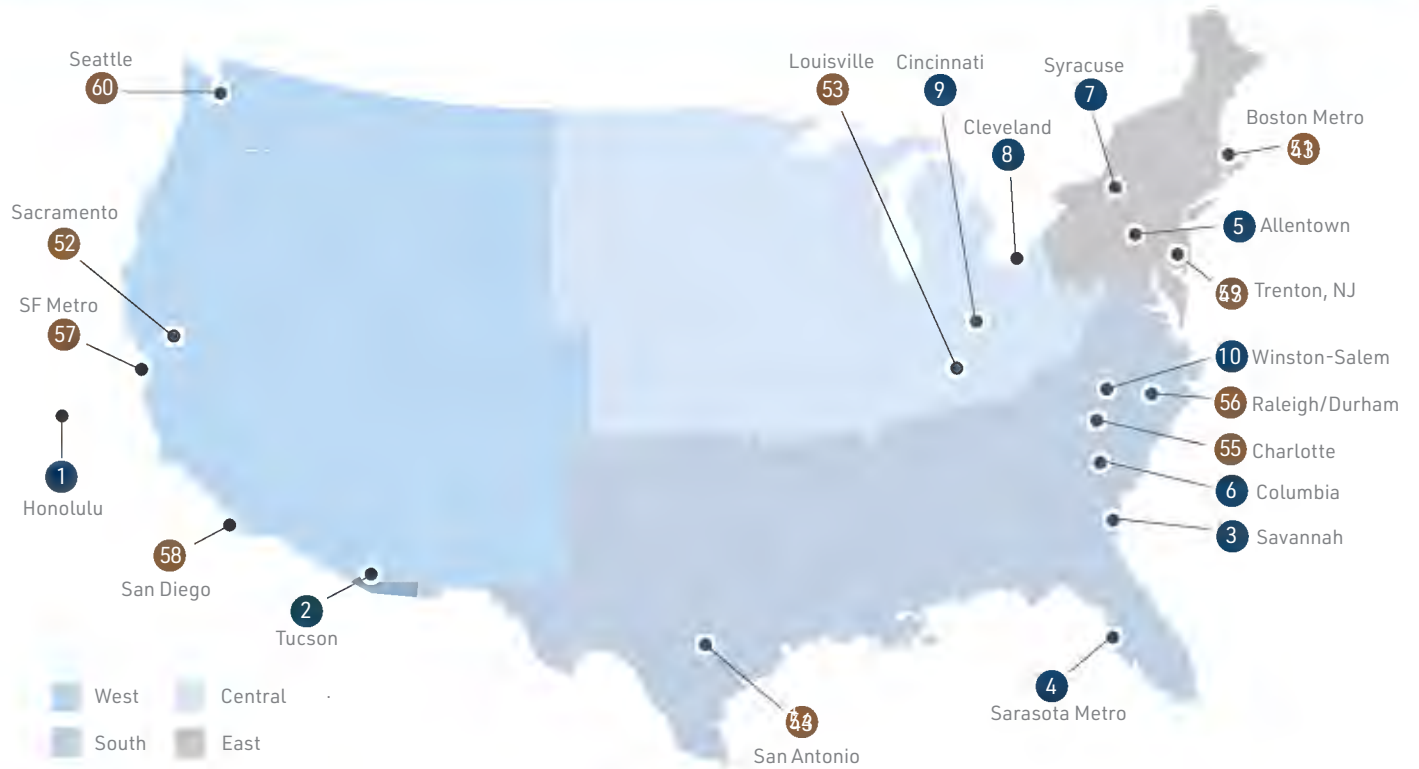 Seattle
60
Louisville
53
Cincinnati
9
Syracuse
7
Cleveland
8
Boston Metro
Sacramento
52
5 Allentown
SF Metro
57
Trenton, NJ
10 Winston-Salem
56 Raleigh/Durham
55 Charlotte
6 Columbia
3 Savannah
1
Honolulu
58
San Diego
2
Tucson
4
Sarasota Metro
San Antonio
West
Central
South
East